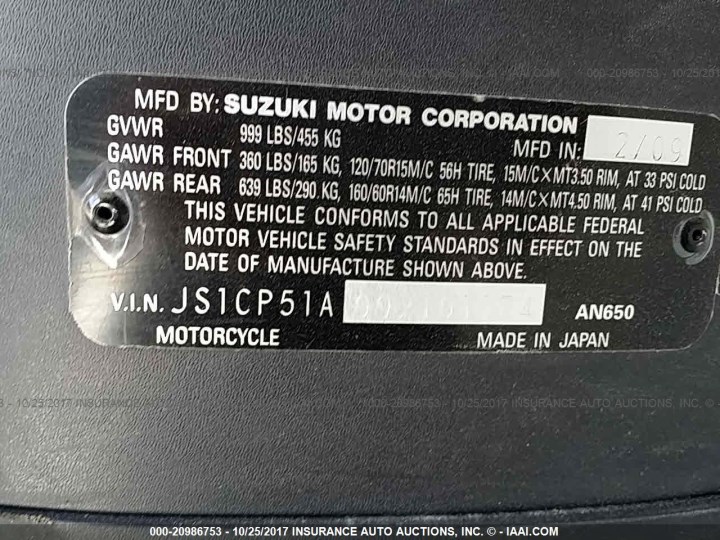 MFD BY: SUZUKI MOTOR CORPORATION
GVWR 999 LBS/455 KG MFD IN: 2/09
GAWR FRONT 360 LBS/165 KG, 120/70R15M/C 56H TIRE, 15M/C×MT3.50 RIM, AT 33 PSI COLD
GAWR REAR 639 LBS/290 KG, 160/60R14M/C 65H TIRE, 14M/C×MT4.50 RIM, AT 41 PSI COLD
THIS VEHICLE CONFORMS TO ALL APPLICABLE FEDERAL
MOTOR VEHICLE SAFETY STANDARDS IN EFFECT ON THE
DATE OF MANUFACTURE SHOWN ABOVE.
V.I.N. JS1CP51A AN650
MOTORCYCLE MADE IN JAPAN
000-20986753 - 10/25/2017 INSURANCE AUTO AUCTIONS, INC. © - IAAI.COM